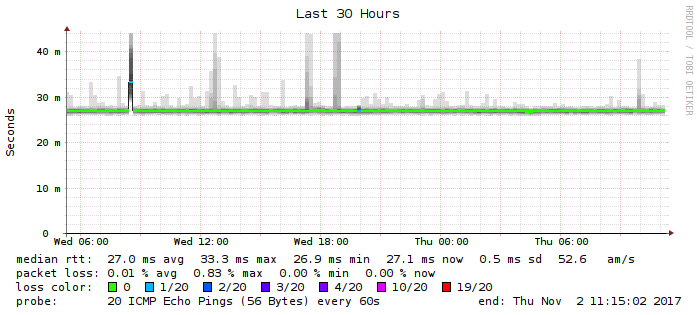 Last 30 Hours
RRDTOOL / TOBI OETIKER
Seconds
40 m
30 m
20 m
10 m
0
Wed 06:00 Wed 12:00 Wed 18:00 Thu 00:00 Thu 06:00
median rtt: 27.0 ms avg 33.3 ms max 26.9 ms min 27.1 ms now 0.5 ms sd 52.6 am/s
packet loss: 0.01 % avg 0.83 % max 0.00 % min 0.00 % now
loss color: 0 1/20 2/20 3/20 4/20 10/20 19/20
probe: 20 ICMP Echo Pings (56 Bytes) every 60s end: Thu Nov 2 11:15:02 2017